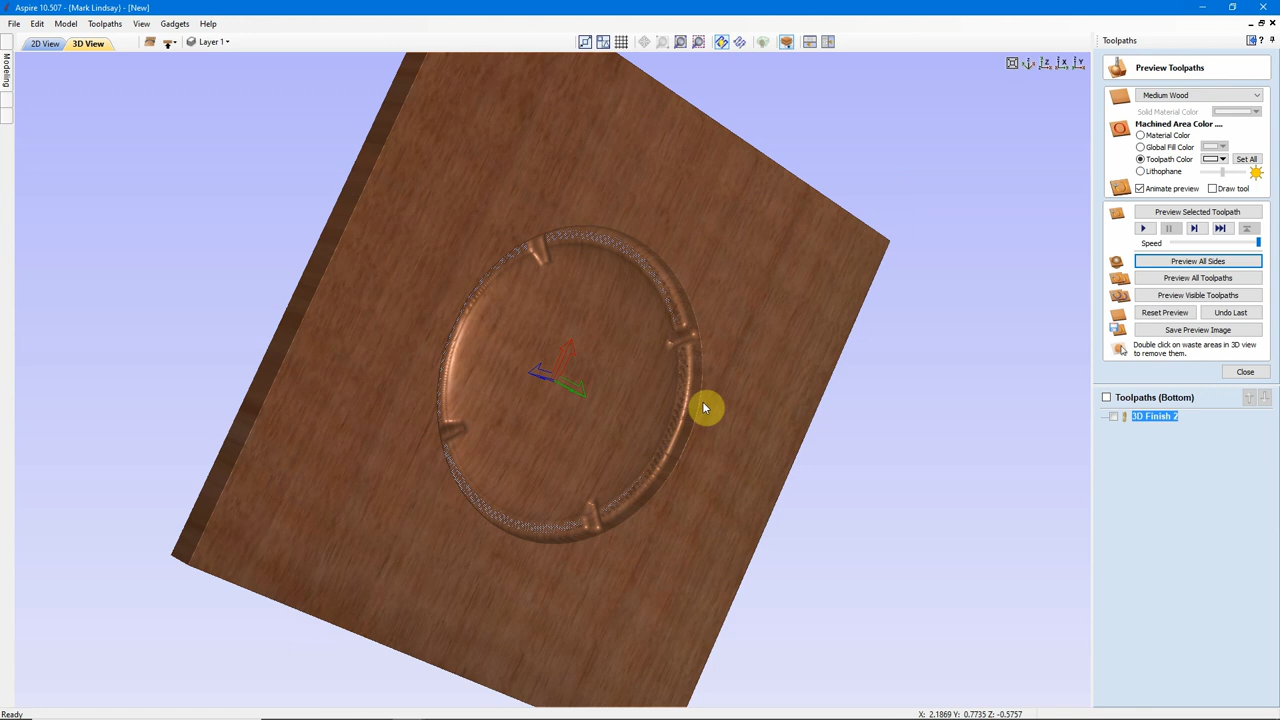 Aspire 10.507 - {Mark Lindsay} - [New]
File Edit Model Toolpaths View Gadgets Help
2D View 3D View Layer 1
Modeling
Toolpaths
Preview Toolpaths
Medium Wood
Solid Material Color
Machined Area Color ....
Material Color
Global Fill Color
Toolpath Color Set All
Lithophane
Animate preview Draw tool
Preview Selected Toolpath
Speed
Preview All Sides
Preview All Toolpaths
Preview Visible Toolpaths
Reset Preview Undo Last
Save Preview Image
Double click on waste areas in 3D view
to remove them.
Close
Toolpaths (Bottom)
3D Finish 2
Ready
X: 2.1869 Y: 0.7735 Z: -0.5757